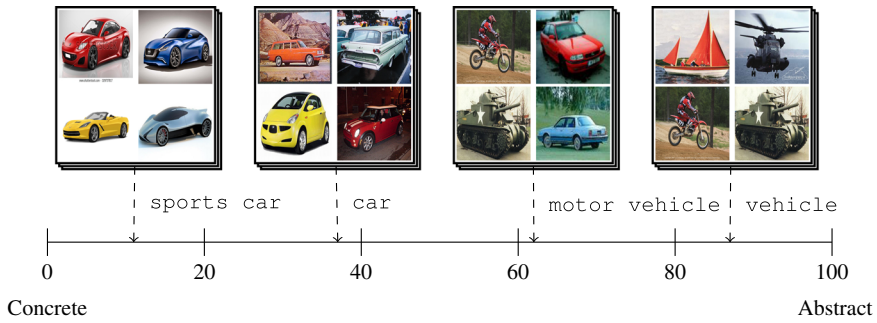 sports car
car
motor vehicle
vehicle
0
20
40
60
80
100
Concrete
Abstract